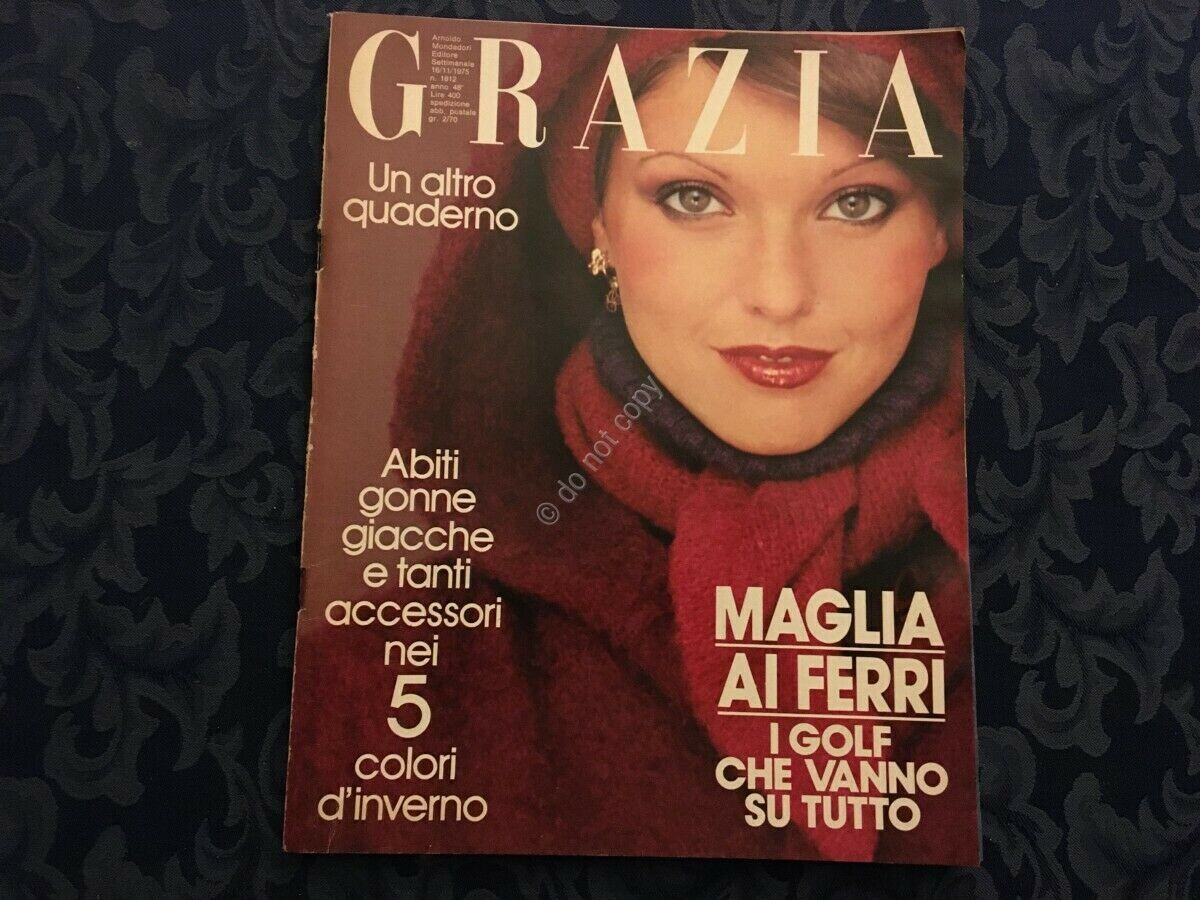 GRAZIA
Arnoldo
Mondadori
Editore
Settimanale
16/11/1975
n. 1812
anno 48°
Lire 400
spedizione
abb. postale
gr. 2/70
Un altro
quaderno
Abiti
gonne
giacche
e tanti
accessori
nei
5
colori
d'inverno
© do not copy
MAGLIA
AI FERRI
I GOLF
CHE VANNO
SU TUTTO